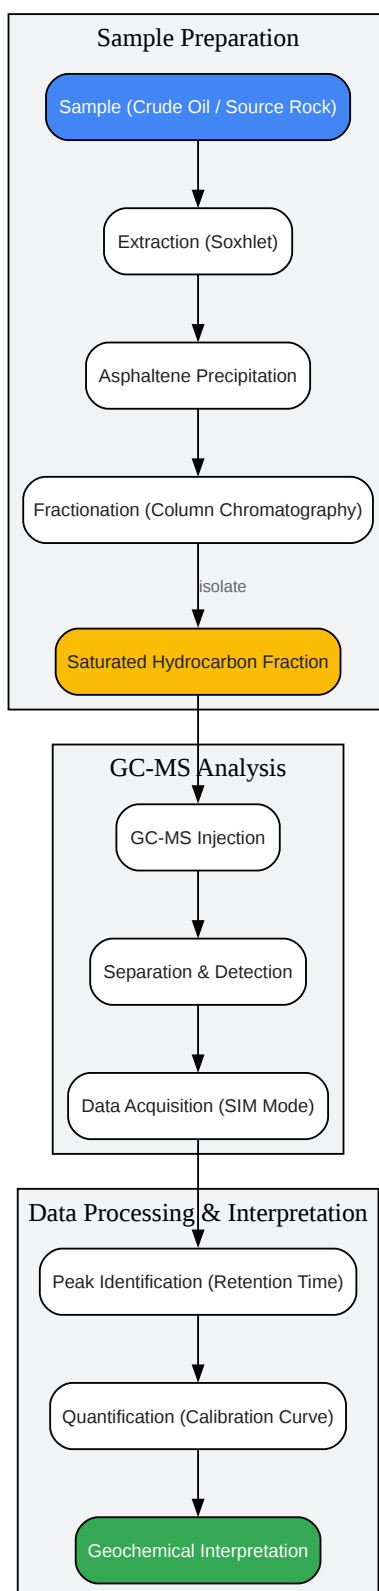 Sample Preparation
Sample (Crude Oil / Source Rock)
Extraction (Soxhlet)
Asphaltene Precipitation
Fractionation (Column Chromatography)
isolate
Saturated Hydrocarbon Fraction
GC-MS Analysis
GC-MS Injection
Separation & Detection
Data Acquisition (SIM Mode)
Data Processing & Interpretation
Peak Identification (Retention Time)
Quantification (Calibration Curve)
Geochemical Interpretation